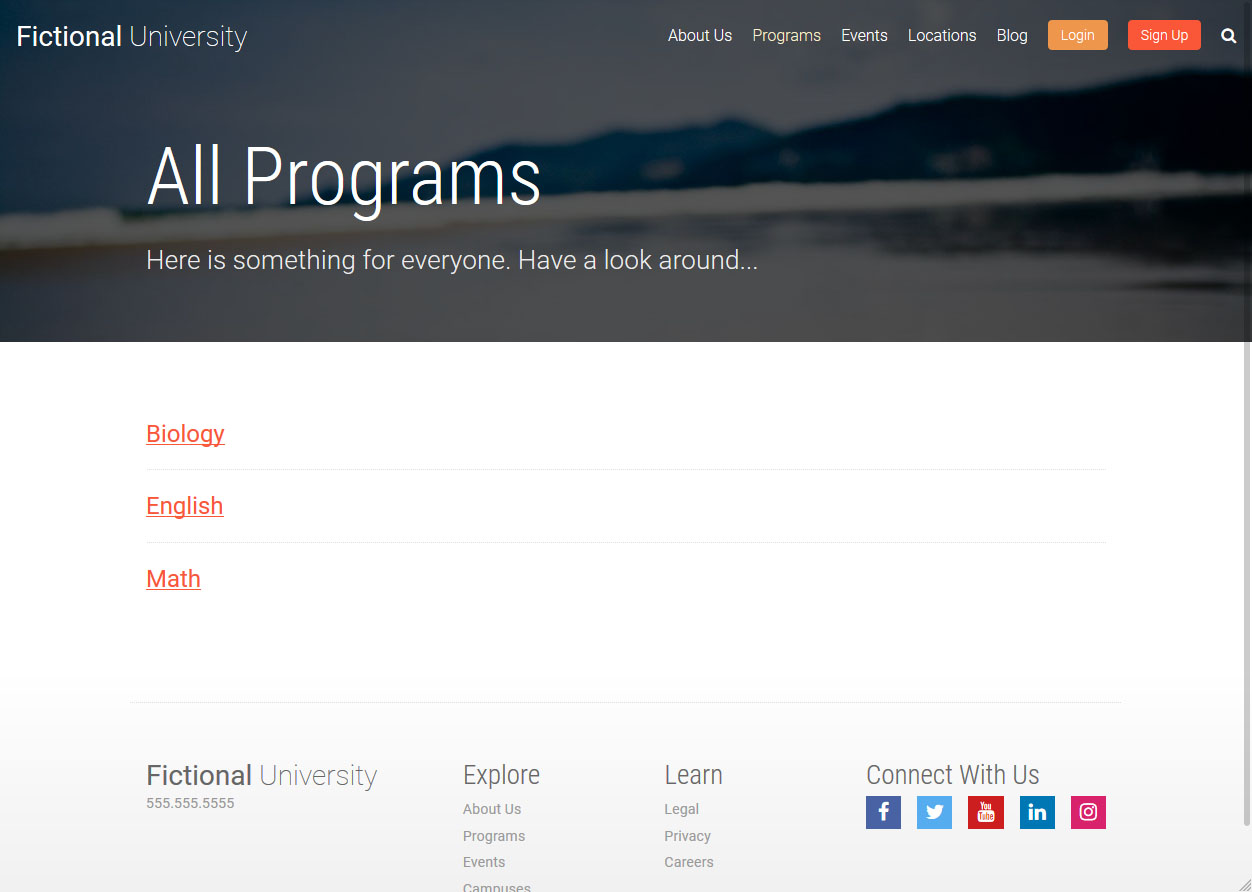 Fictional University
About Us Programs Events Locations Blog Login Sign Up
All Programs
Here is something for everyone. Have a look around...
Biology
English
Math
Fictional University
555.555.5555
Explore
About Us
Programs
Events
Campuses
Learn
Legal
Privacy
Careers
Connect With Us
You Tube